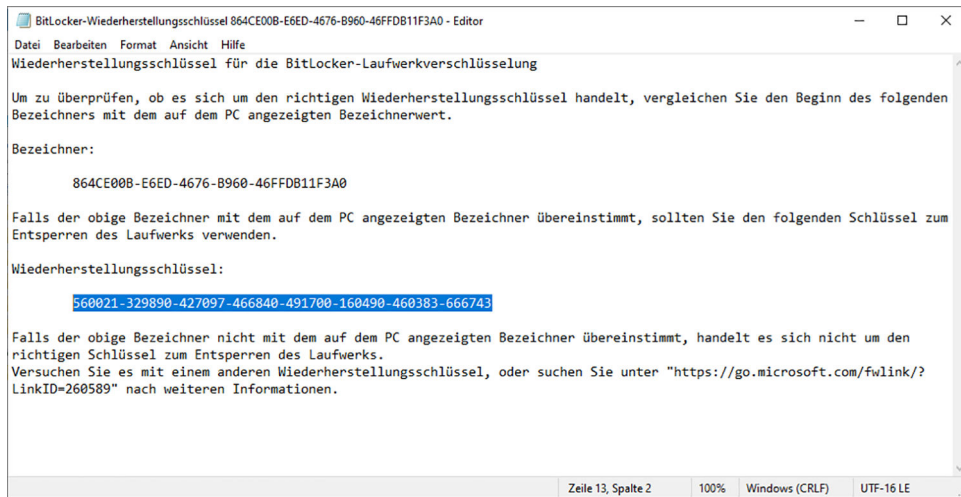 BitLocker-Wiederherstellungsschlüssel 864CE00B-E6ED-4676-B960-46FFDB11F3A0 - Editor
Datei Bearbeiten Format Ansicht Hilfe
Wiederherstellungsschlüssel für die BitLocker-Laufwerkverschlüsselung
Um zu überprüfen, ob es sich um den richtigen Wiederherstellungsschlüssel handelt, vergleichen Sie den Beginn des folgenden
Bezeichners mit dem auf dem PC angezeigten Bezeichnerwert.
Bezeichner:
864CE00B-E6ED-4676-B960-46FFDB11F3A0
Falls der obige Bezeichner mit dem auf dem PC angezeigten Bezeichner übereinstimmt, sollten Sie den folgenden Schlüssel zum
Entsperren des Laufwerks verwenden.
Wiederherstellungsschlüssel:
560021-329890-427097-466840-491700-160490-460383-666743
Falls der obige Bezeichner nicht mit dem auf dem PC angezeigten Bezeichner übereinstimmt, handelt es sich nicht um den
richtigen Schlüssel zum Entsperren des Laufwerks.
Versuchen Sie es mit einem anderen Wiederherstellungsschlüssel, oder suchen Sie unter "https://go.microsoft.com/fwlink/?
LinkID=260589" nach weiteren Informationen.
Zeile 13, Spalte 2 100% Windows (CRLF) UTF-16 LE